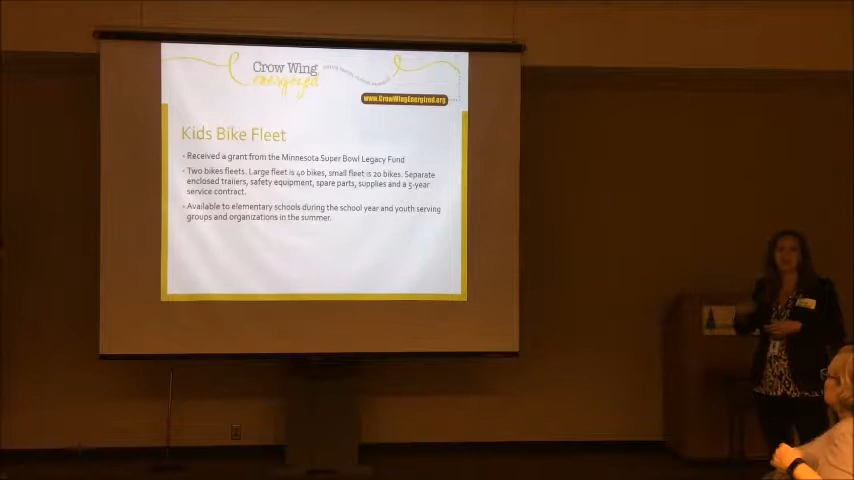 Crow Wing
energized
www.CrowWingEnergized.org
Kids Bike Fleet
- Received a grant from the Minnesota Super Bowl Legacy Fund
- Two bikes fleets. Large fleet is 40 bikes, small fleet is 20 bikes. Separate
enclosed trailers, safety equipment, spare parts, supplies and a 5-year
service contract.
- Available to elementary schools during the school year and youth serving
groups and organizations in the summer.